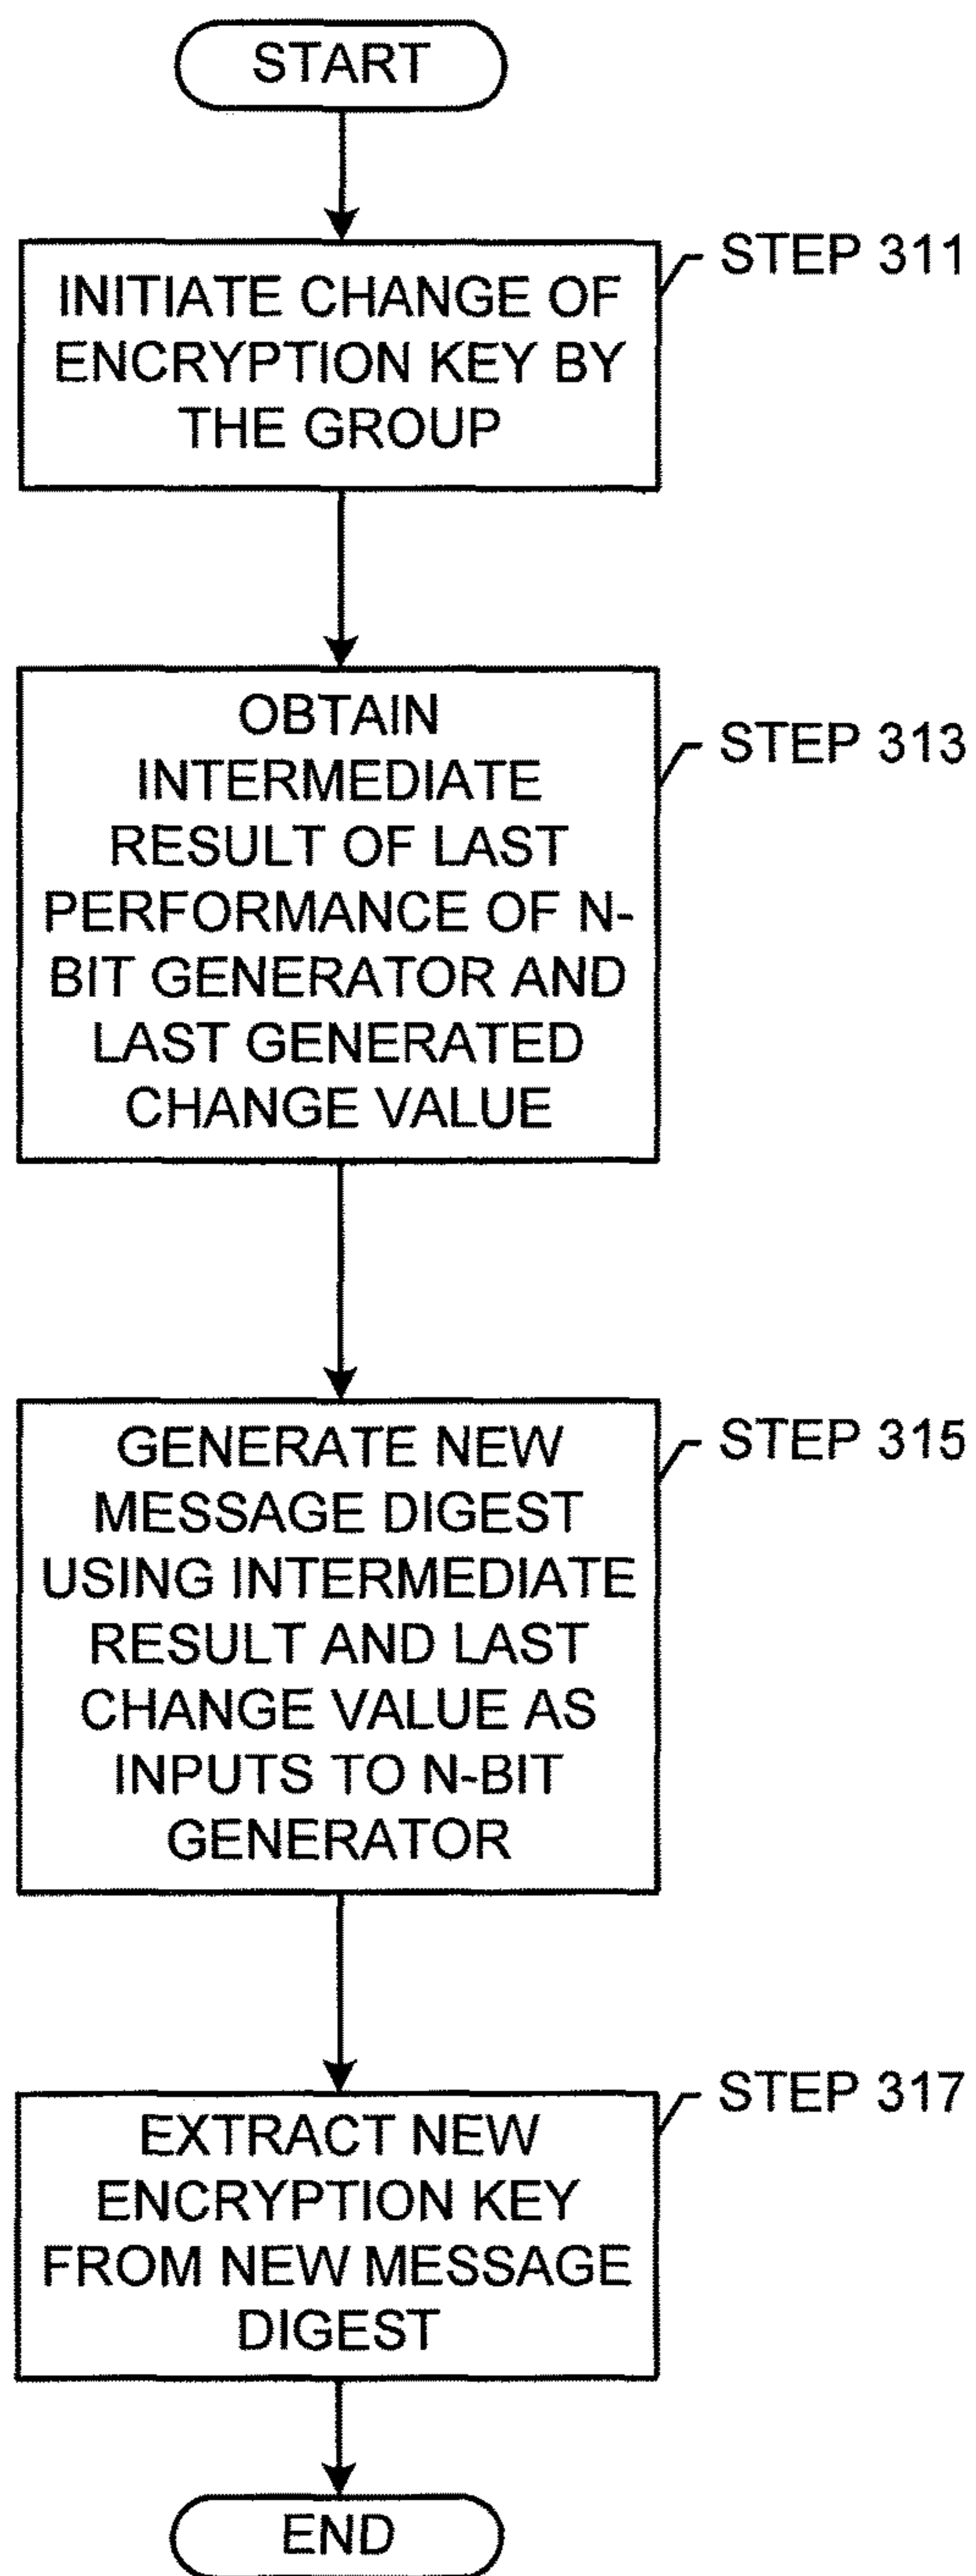 START
INITIATE CHANGE OF
ENCRYPTION KEY BY
THE GROUP
STEP 311
OBTAIN
INTERMEDIATE
RESULT OF LAST
PERFORMANCE OF N-
BIT GENERATOR AND
LAST GENERATED
CHANGE VALUE
STEP 313
GENERATE NEW
MESSAGE DIGEST
USING INTERMEDIATE
RESULT AND LAST
CHANGE VALUE AS
INPUTS TO N-BIT
GENERATOR
STEP 315
EXTRACT NEW
ENCRYPTION KEY
FROM NEW MESSAGE
DIGEST
STEP 317
END